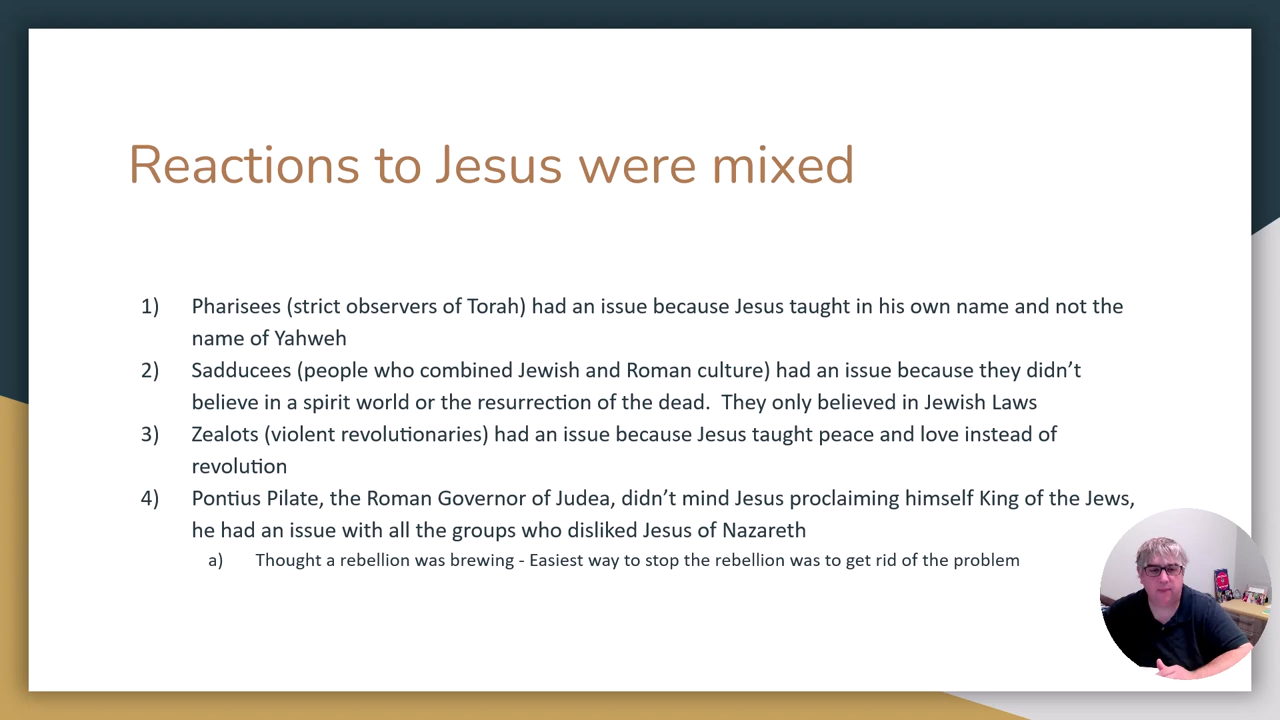 Reactions to Jesus were mixed
1) Pharisees (strict observers of Torah) had an issue because Jesus taught in his own name and not the
name of Yahweh
2) Sadducees (people who combined Jewish and Roman culture) had an issue because they didn’t
believe in a spirit world or the resurrection of the dead.  They only believed in Jewish Laws
3) Zealots (violent revolutionaries) had an issue because Jesus taught peace and love instead of
revolution
4) Pontius Pilate, the Roman Governor of Judea, didn’t mind Jesus proclaiming himself King of the Jews,
he had an issue with all the groups who disliked Jesus of Nazareth
a) Thought a rebellion was brewing - Easiest way to stop the rebellion was to get rid of the problem